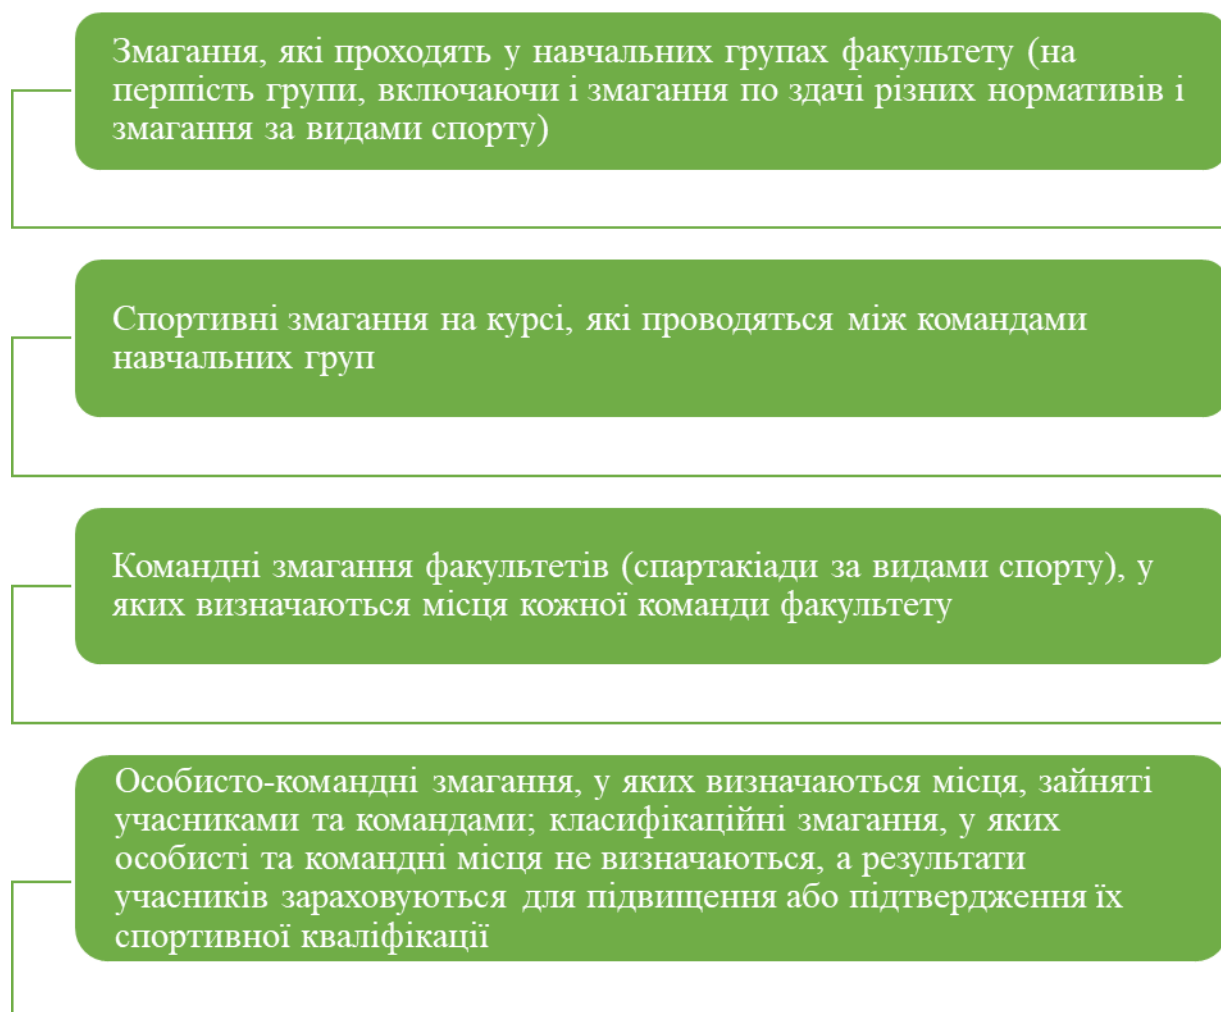 Змагання, які проходять у навчальних групах факультету (на
першість групи, включаючи і змагання по здачі різних нормативів і
змагання за видами спорту)
Спортивні змагання на курсі, які проводяться між командами
навчальних груп
Командні змагання факультетів (спартакіади за видами спорту), у
яких визначаються місця кожної команди факультету
Особисто-командні змагання, у яких визначаються місця, зайняті
учасниками та командами; класифікаційні змагання, у яких
особисті та командні місця не визначаються, а результати
учасників зараховуються для підвищення або підтвердження їх
спортивної кваліфікації